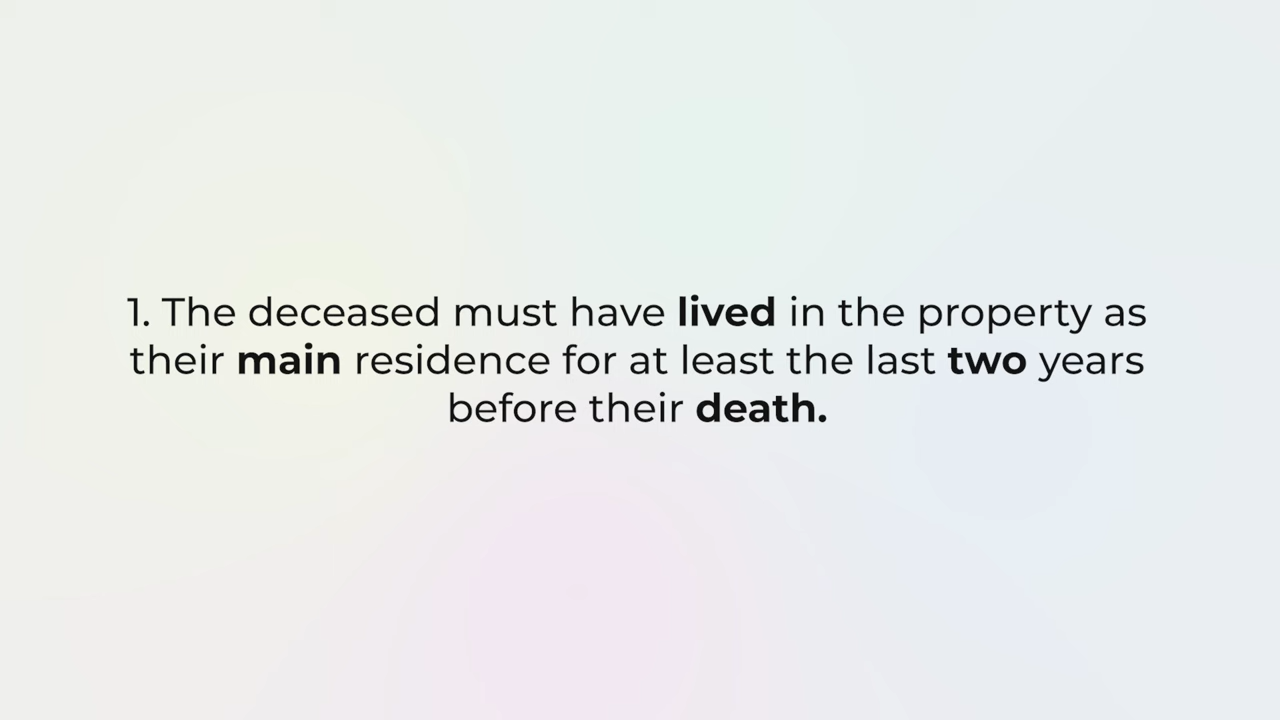 1. The deceased must have lived in the property as
their main residence for at least the last two years
before their death.